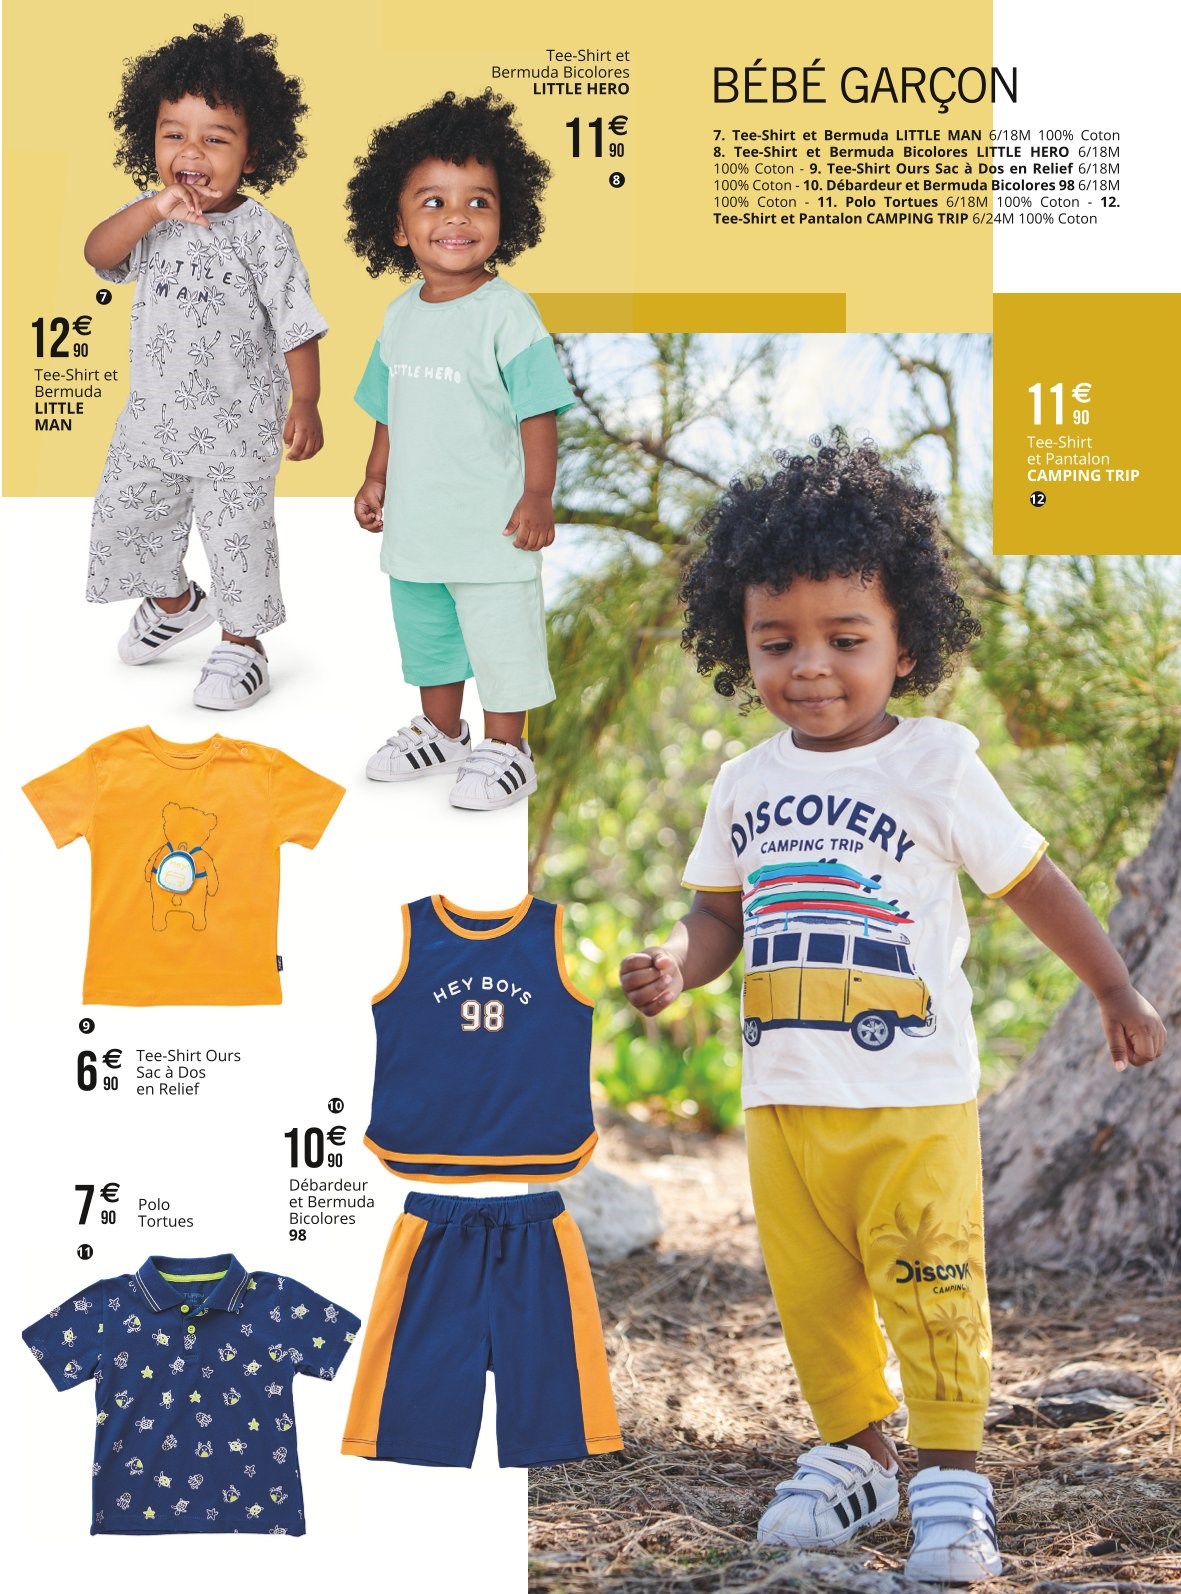 Tee-Shirt et
Bermuda Bicolores
LITTLE HERO
11€90
8
BÉBÉ GARÇON
7. Tee-Shirt et Bermuda LITTLE MAN 6/18M 100% Coton
8. Tee-Shirt et Bermuda Bicolores LITTLE HERO 6/18M
100% Coton - 9. Tee-Shirt Ours Sac à Dos en Relief 6/18M
100% Coton - 10. Débardeur et Bermuda Bicolores 98 6/18M
100% Coton - 11. Polo Tortues 6/18M 100% Coton - 12.
Tee-Shirt et Pantalon CAMPING TRIP 6/24M 100% Coton
LITTLE
MAN
7
12€90
Tee-Shirt et
Bermuda
LITTLE
MAN
LITTLE HERO
11€90
Tee-Shirt
et Pantalon
CAMPING TRIP
12
DISCOVERY
CAMPING TRIP
9
6€90
Tee-Shirt Ours
Sac à Dos
en Relief
HEY BOYS
98
10
10€90
Débardeur
et Bermuda
Bicolores
98
7€90
Polo
Tortues
11
Discov
CAMPING